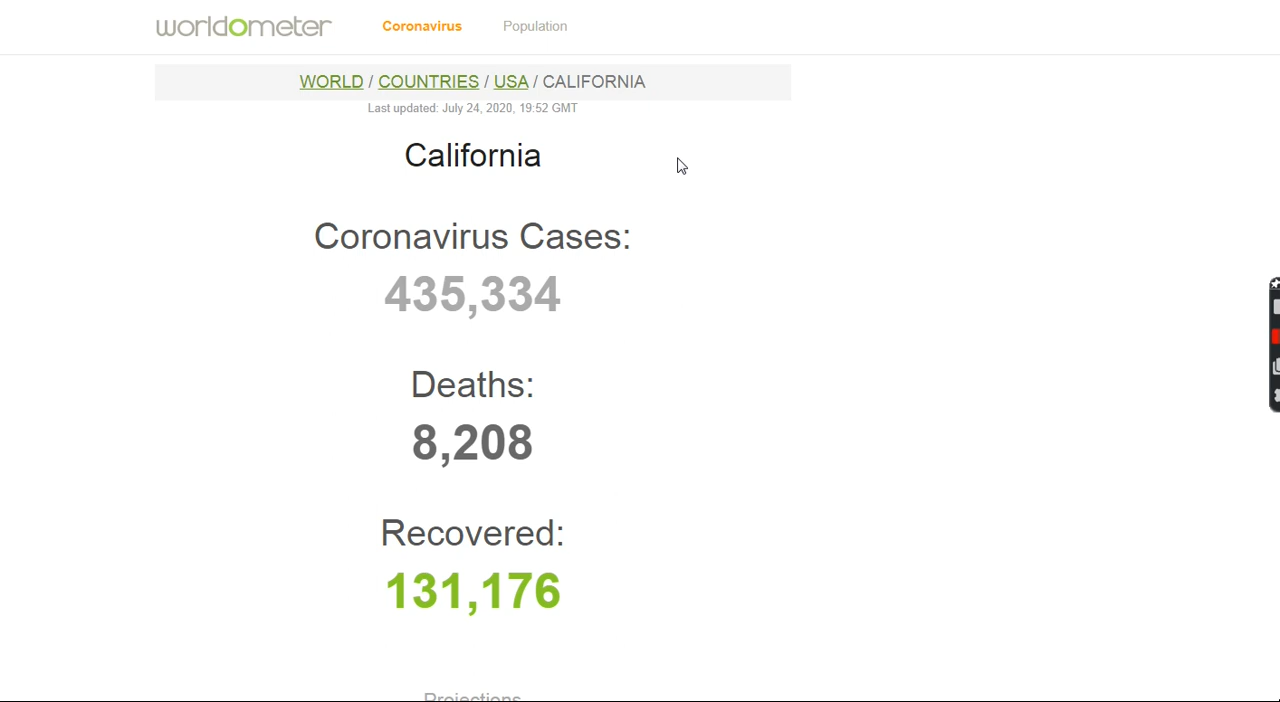 worldometer Coronavirus Population
WORLD / COUNTRIES / USA / CALIFORNIA
Last updated: July 24, 2020, 19:52 GMT
California
Coronavirus Cases:
435,334
Deaths:
8,208
Recovered:
131,176
Projections